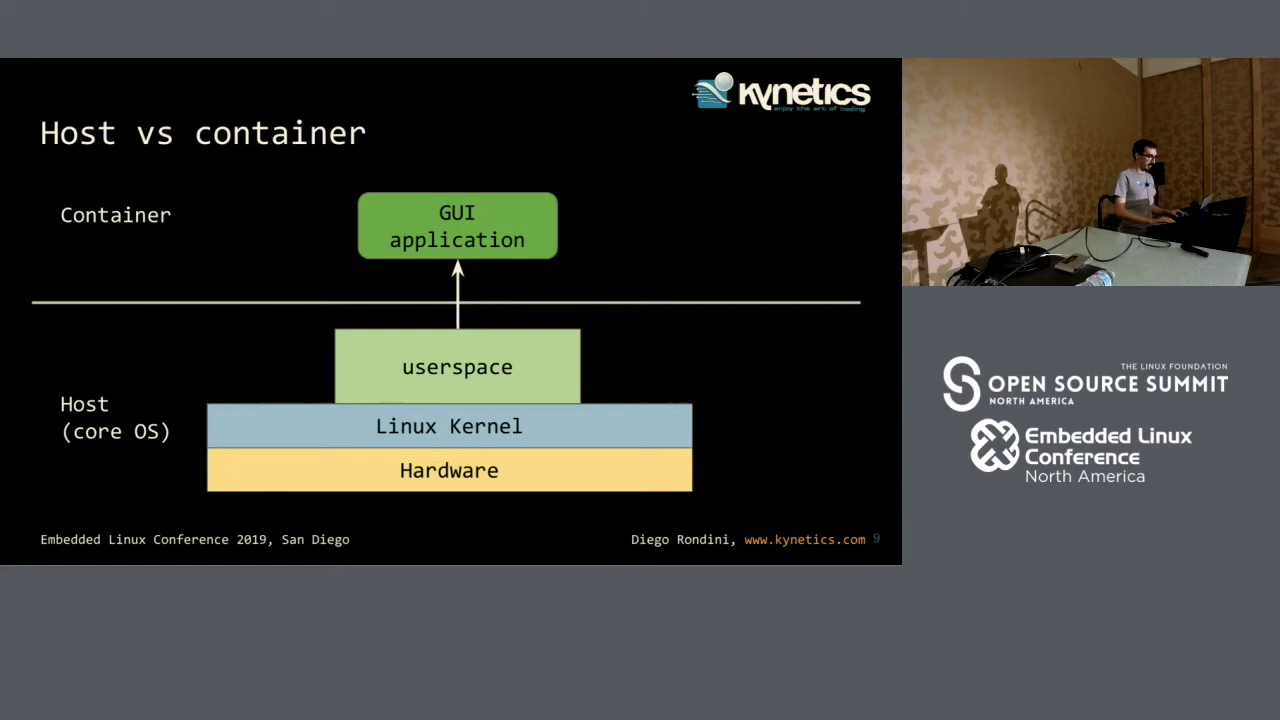 kynetics
enjoy the art of coding
Host vs container
Container
GUI
application
userspace
Host
(core OS)
Linux Kernel
Hardware
Embedded Linux Conference 2019, San Diego
Diego Rondini, www.kynetics.com 9
THE LINUX FOUNDATION
OPEN SOURCE SUMMIT
NORTH AMERICA
Embedded Linux
Conference
North America